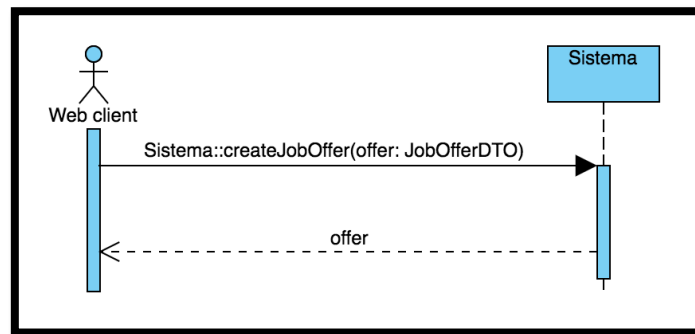 Sistema
Web client
Sistema::createJobOffer(offer: JobOfferDTO)
offer